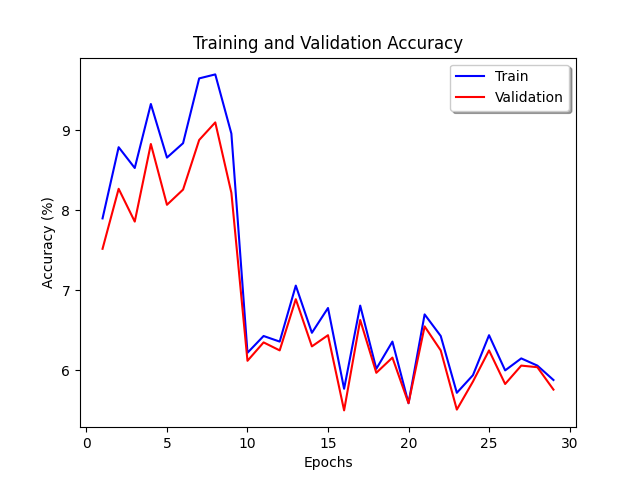 Training and Validation Accuracy
Train
Validation
Accuracy (%)
9
8
7
6
0 5 10 15 20 25 30
Epochs